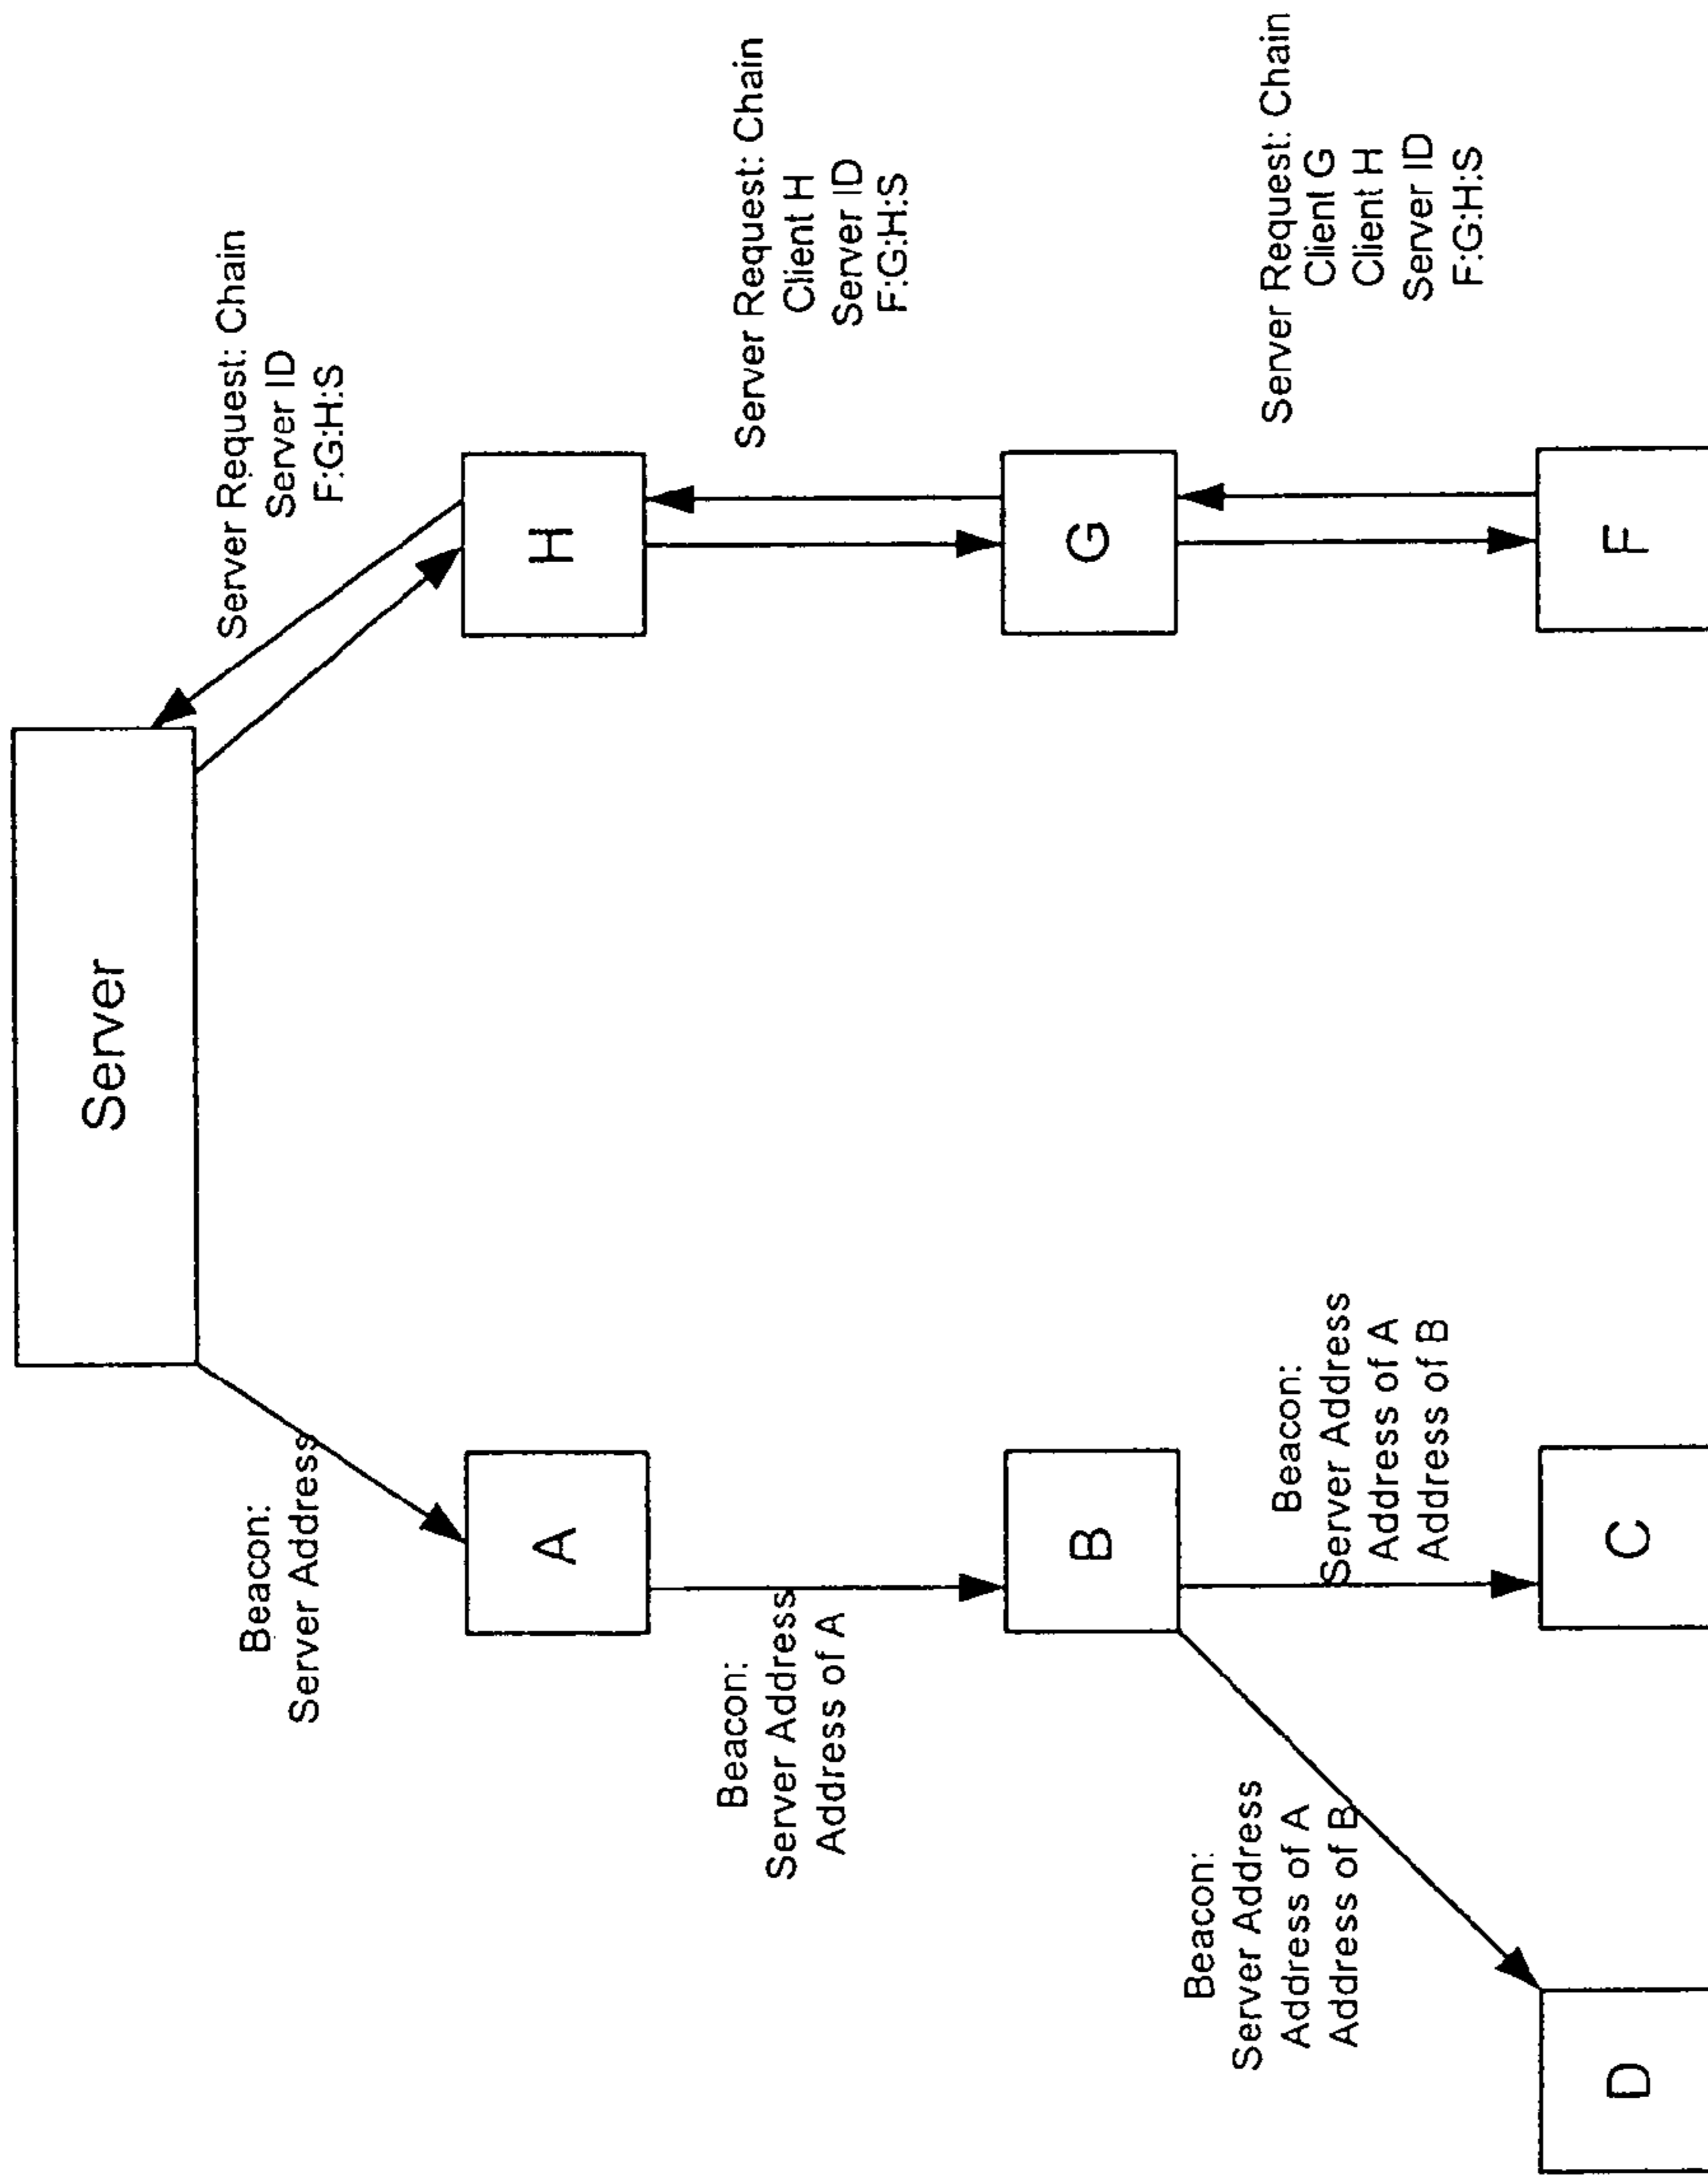 Server
Beacon:
Server Address
Server Request: Chain
Server ID
F:G:H:S
A
H
Beacon:
Server Address
Address of A
Server Request: Chain
Client H
Server ID
F:G:H:S
B
G
Beacon:
Server Address
Address of A
Address of B
Beacon:
Server Address
Address of A
Address of B
Server Request: Chain
Client G
Client H
Server ID
F:G:H:S
D
C
F